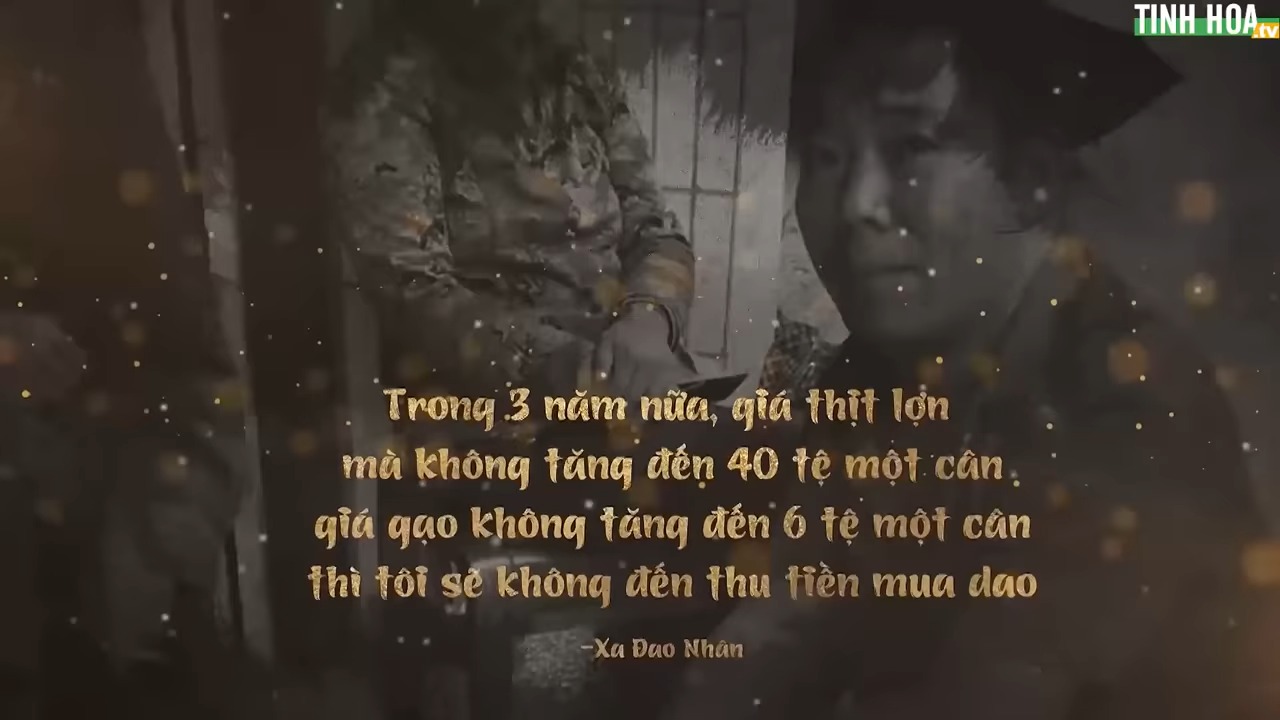 TINH HOA
.tv
Trong 3 năm nữa, giá thịt lợn
mà không tăng đến 40 tệ một cân
giá gạo không tăng đến 6 tệ một cân
thì tôi sẽ không đến thu tiền mua dao
-Xa Đao Nhân